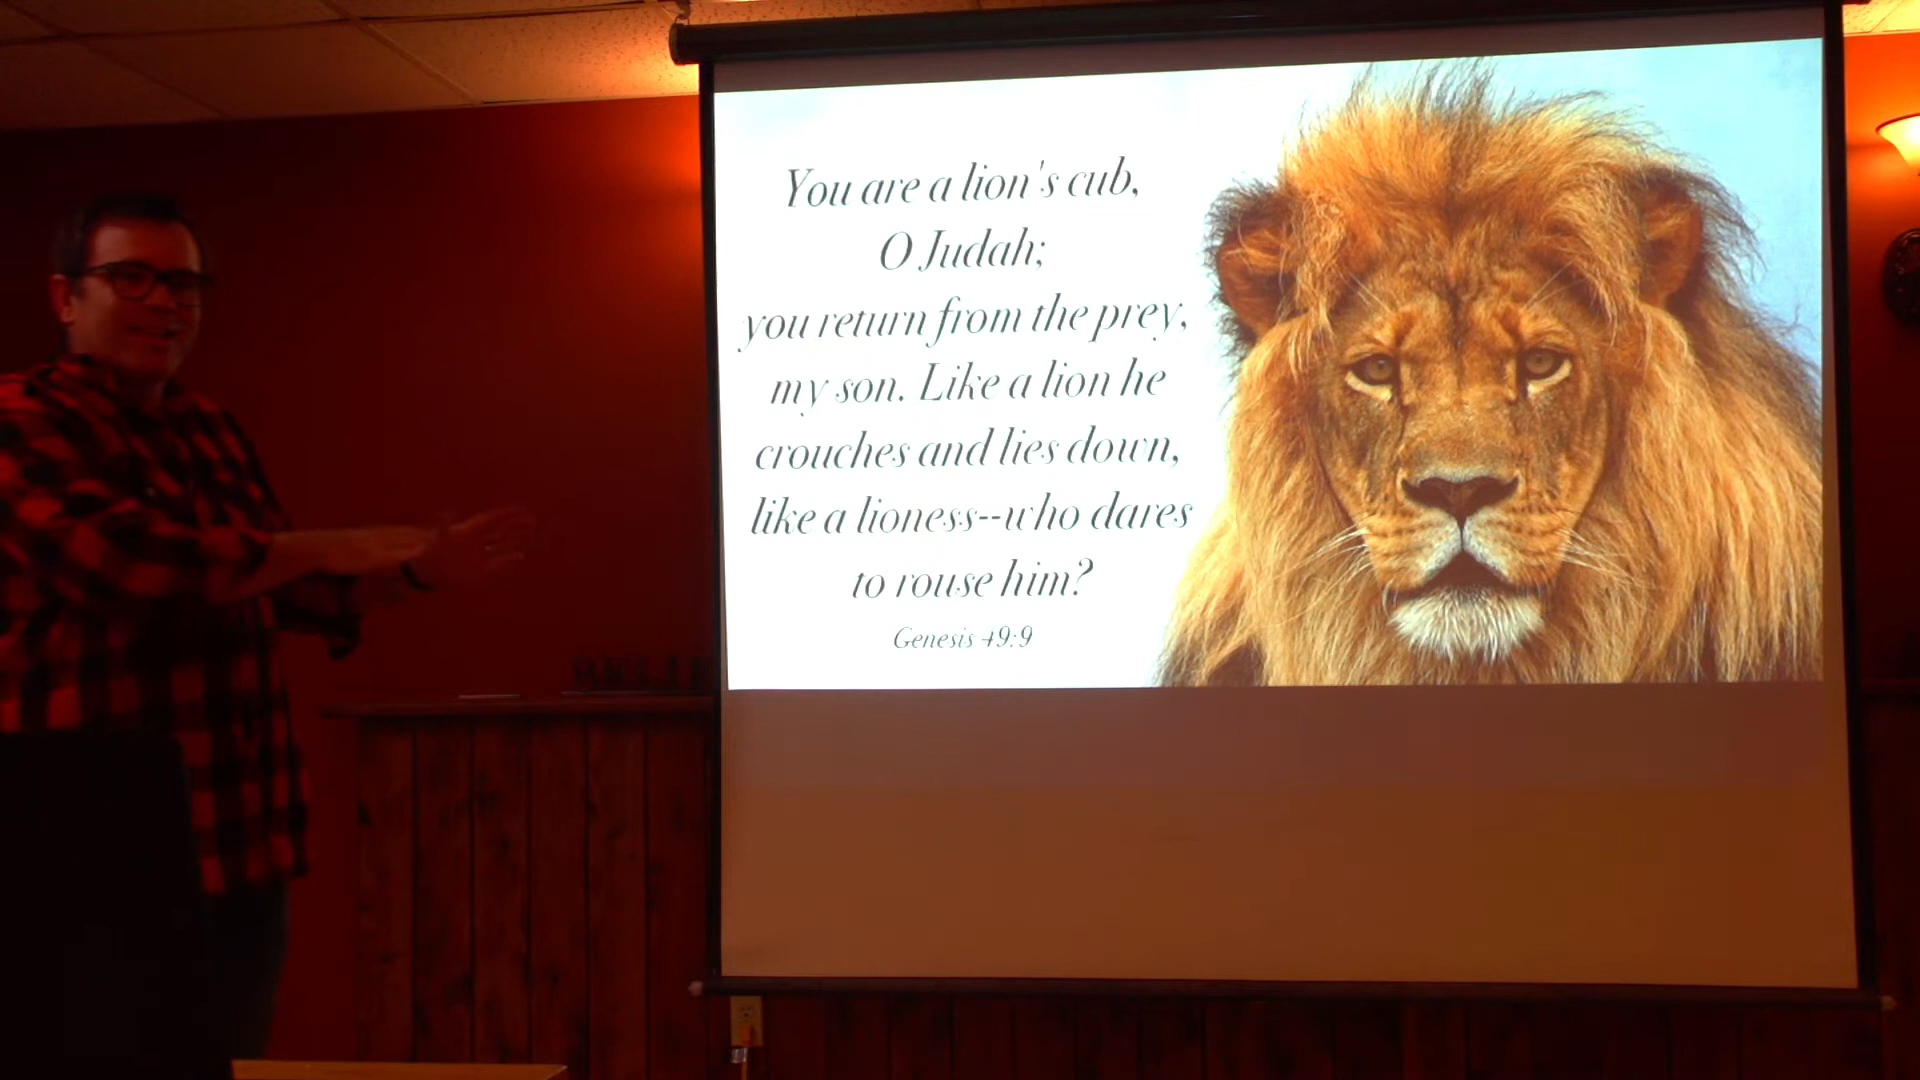 You are a lion's cub,
O Judah;
you return from the prey,
my son. Like a lion he
crouches and lies down,
like a lioness--who dares
to rouse him?
Genesis 49:9